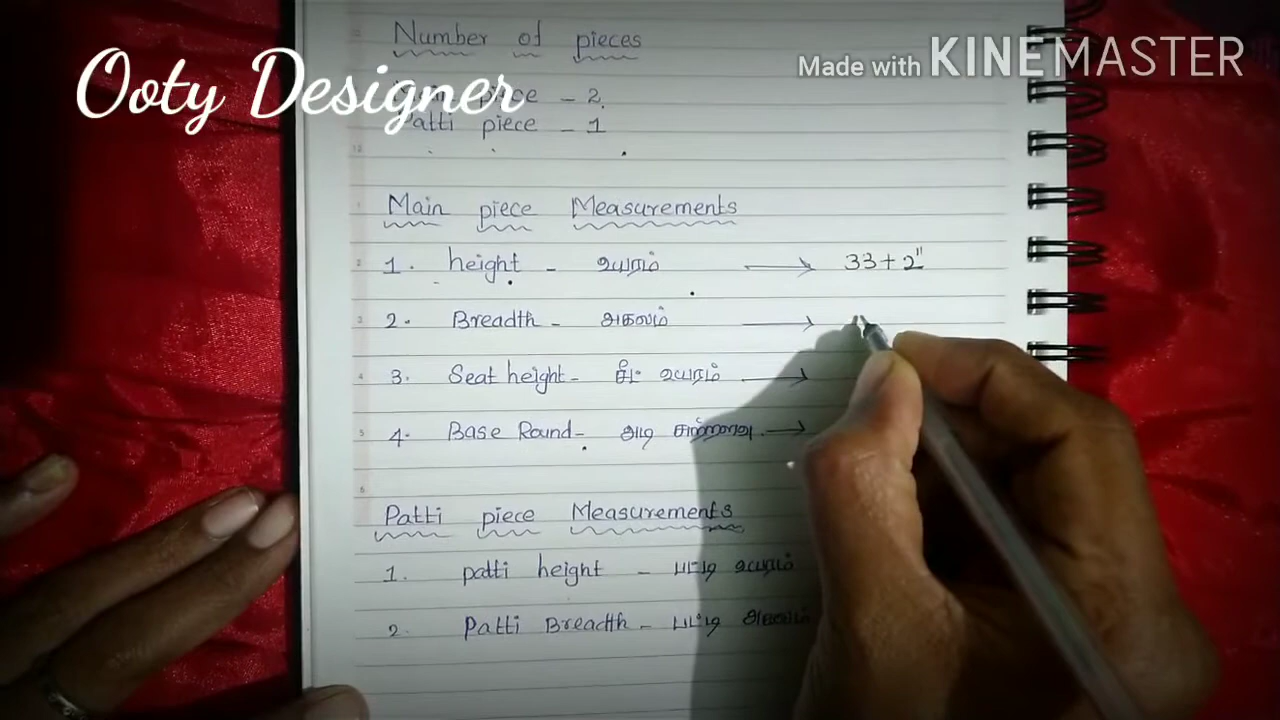 Number of pieces
Made with KINEMASTER
Ooty Designer
piece - 2
Patti piece - 1
Main piece Measurements
1. height - உயரம் → 33+2"
2. Breadth - அகலம் →
3. Seat height - சீட் உயரம் →
4. Base Round - அடி சுற்றளவு →
Patti piece Measurements
1. patti height - பட்டி உயரம்
2. Patti Breadth - பட்டி அகலம்